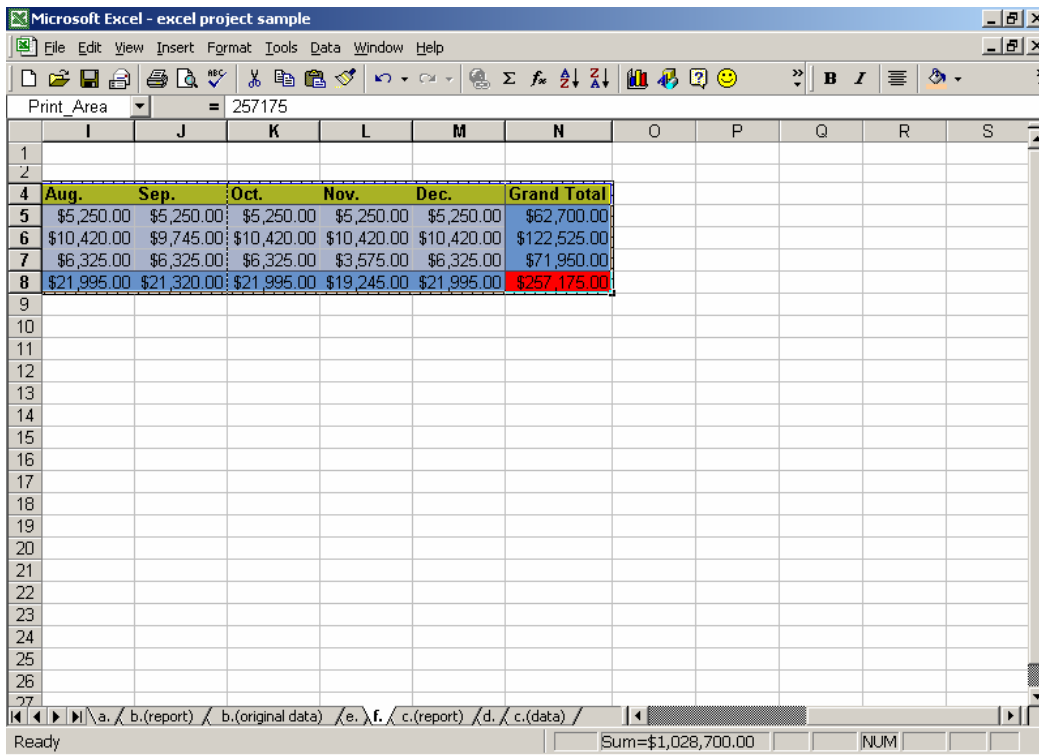 Microsoft Excel - excel project sample
File Edit View Insert Format Tools Data Window Help
ABC Σ fx A Z Z A ? » B I
Print_Area = 257175
I J K L M N O P Q R S
1
2
4 Aug. Sep. Oct. Nov. Dec. Grand Total
5 $5,250.00 $5,250.00 $5,250.00 $5,250.00 $5,250.00 $62,700.00
6 $10,420.00 $9,745.00 $10,420.00 $10,420.00 $10,420.00 $122,525.00
7 $6,325.00 $6,325.00 $6,325.00 $3,575.00 $6,325.00 $71,950.00
8 $21,995.00 $21,320.00 $21,995.00 $19,245.00 $21,995.00 $257,175.00
9
10
11
12
13
14
15
16
17
18
19
20
21
22
23
24
25
26
27
a. / b.(report) / b.(original data) / e. \ f. / c.(report) / d. / c.(data) /
Ready Sum=$1,028,700.00 NUM